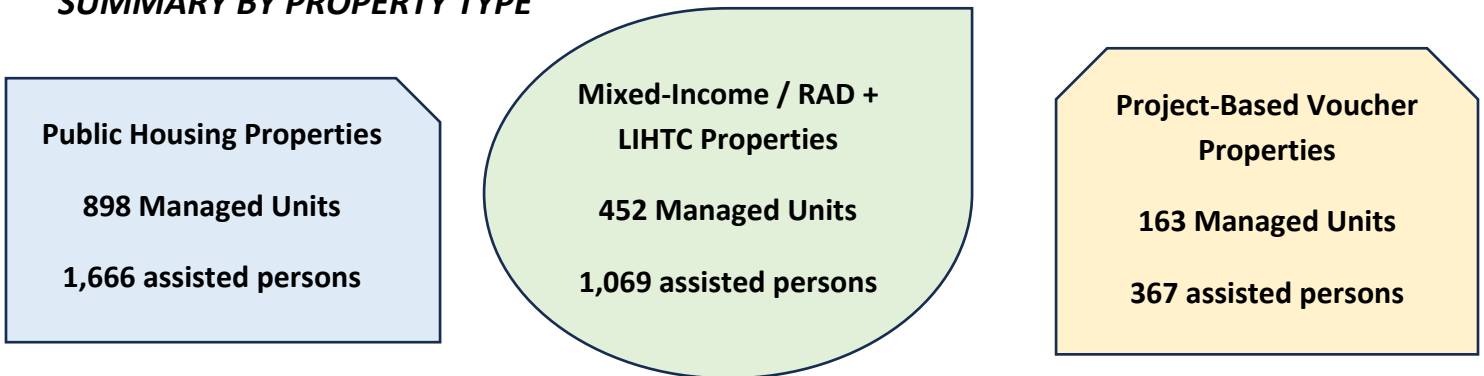 SUMMARY BY PROPERTY TYPE
Public Housing Properties
898 Managed Units
1,666 assisted persons
Mixed-Income / RAD +
LIHTC Properties
452 Managed Units
1,069 assisted persons
Project-Based Voucher
Properties
163 Managed Units
367 assisted persons